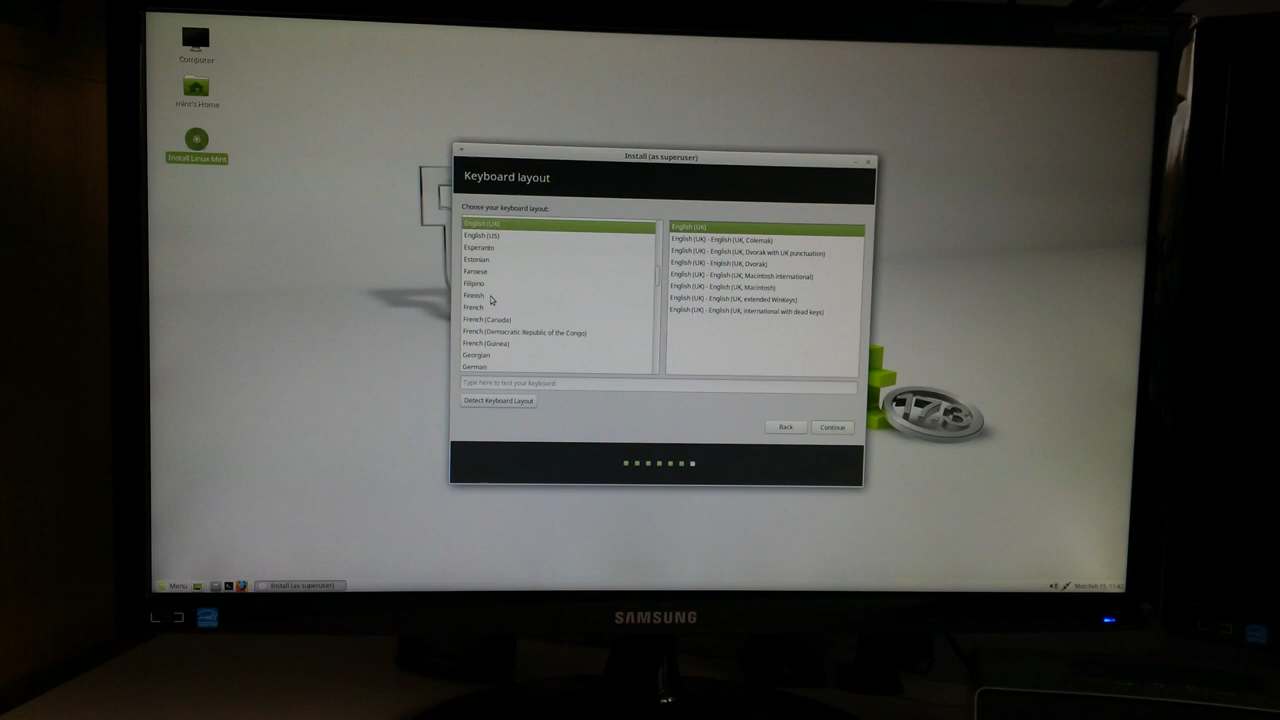 Computer
mint's Home
Install Linux Mint
Install (as superuser)
Keyboard layout
Choose your keyboard layout:
English (UK)
English (US)
Esperanto
Estonian
Faroese
Filipino
Finnish
French
French (Canada)
French (Democratic Republic of the Congo)
French (Guinea)
Georgian
German
English (UK)
English (UK) - English (UK, Colemak)
English (UK) - English (UK, Dvorak with UK punctuation)
English (UK) - English (UK, Dvorak)
English (UK) - English (UK, Macintosh international)
English (UK) - English (UK, Macintosh)
English (UK) - English (UK, extended WinKeys)
English (UK) - English (UK, international with dead keys)
Type here to test your keyboard
Detect Keyboard Layout
Back
Continue
17.3
Menu
Install (as superuser)
Mon Feb 15, 11:42
SAMSUNG